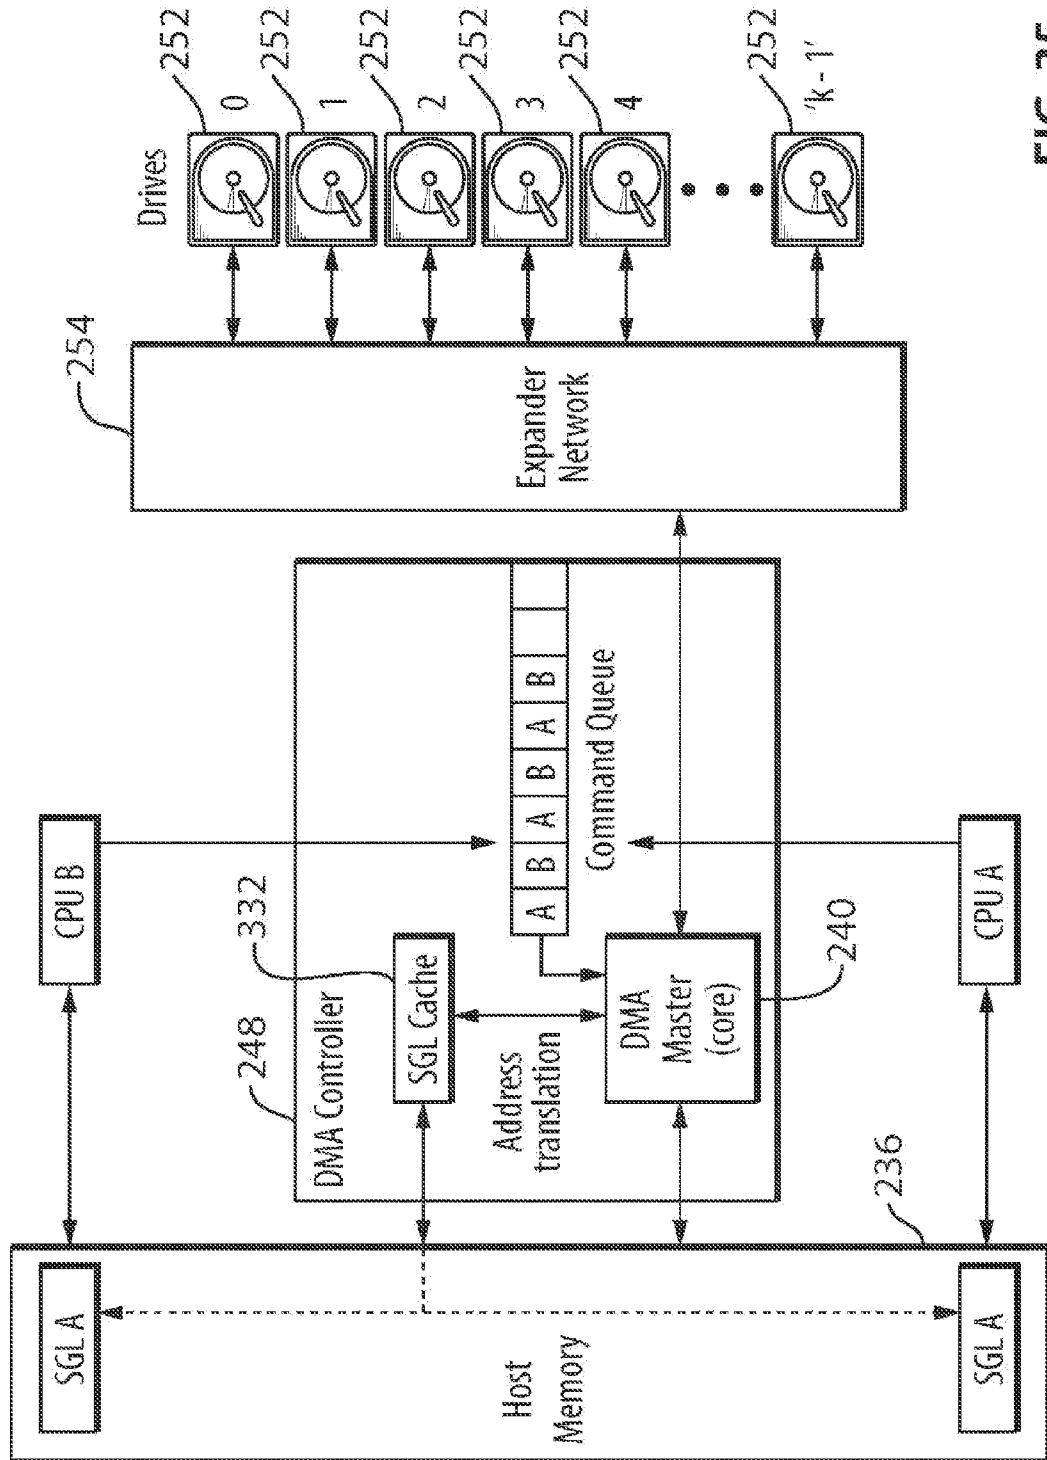 SGL A
Host
Memory
SGL A
236
CPU B
CPU A
248
DMA Controller
332
SGL Cache
Address
translation
DMA
Master
(core)
240
A B A B A B
Command Queue
254
Expander
Network
Drives
252
0
252
1
252
2
252
3
252
4
252
'k - 1'